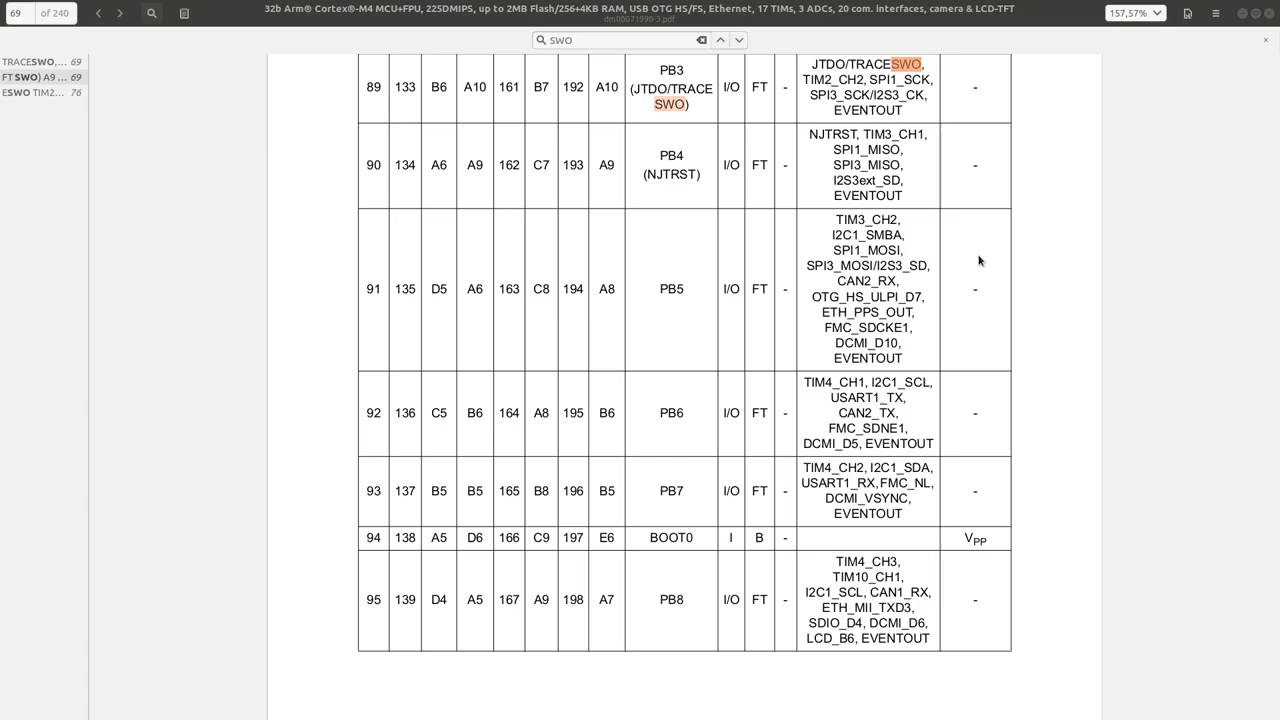 69 of 240
32b Arm® Cortex®-M4 MCU+FPU, 225DMIPS, up to 2MB Flash/256+4KB RAM, USB OTG HS/FS, Ethernet, 17 TIMs, 3 ADCs, 20 com. interfaces, camera & LCD-TFT
dm00071990-3.pdf
157,57%
SWO
TRACESWO,... 69
FT SWO) A9 ... 69
ESWO TIM2... 76
89 133 B6 A10 161 B7 192 A10 PB3 (JTDO/TRACE SWO) I/O FT - JTDO/TRACESWO,
TIM2_CH2, SPI1_SCK,
SPI3_SCK/I2S3_CK,
EVENTOUT -
90 134 A6 A9 162 C7 193 A9 PB4 (NJTRST) I/O FT - NJTRST, TIM3_CH1,
SPI1_MISO,
SPI3_MISO,
I2S3ext_SD,
EVENTOUT -
91 135 D5 A6 163 C8 194 A8 PB5 I/O FT - TIM3_CH2,
I2C1_SMBA,
SPI1_MOSI,
SPI3_MOSI/I2S3_SD,
CAN2_RX,
OTG_HS_ULPI_D7,
ETH_PPS_OUT,
FMC_SDCKE1,
DCMI_D10,
EVENTOUT -
92 136 C5 B6 164 A8 195 B6 PB6 I/O FT - TIM4_CH1, I2C1_SCL,
USART1_TX,
CAN2_TX,
FMC_SDNE1,
DCMI_D5, EVENTOUT -
93 137 B5 B5 165 B8 196 B5 PB7 I/O FT - TIM4_CH2, I2C1_SDA,
USART1_RX, FMC_NL,
DCMI_VSYNC,
EVENTOUT -
94 138 A5 D6 166 C9 197 E6 BOOT0 I B - VPP
95 139 D4 A5 167 A9 198 A7 PB8 I/O FT - TIM4_CH3,
TIM10_CH1,
I2C1_SCL, CAN1_RX,
ETH_MII_TXD3,
SDIO_D4, DCMI_D6,
LCD_B6, EVENTOUT -